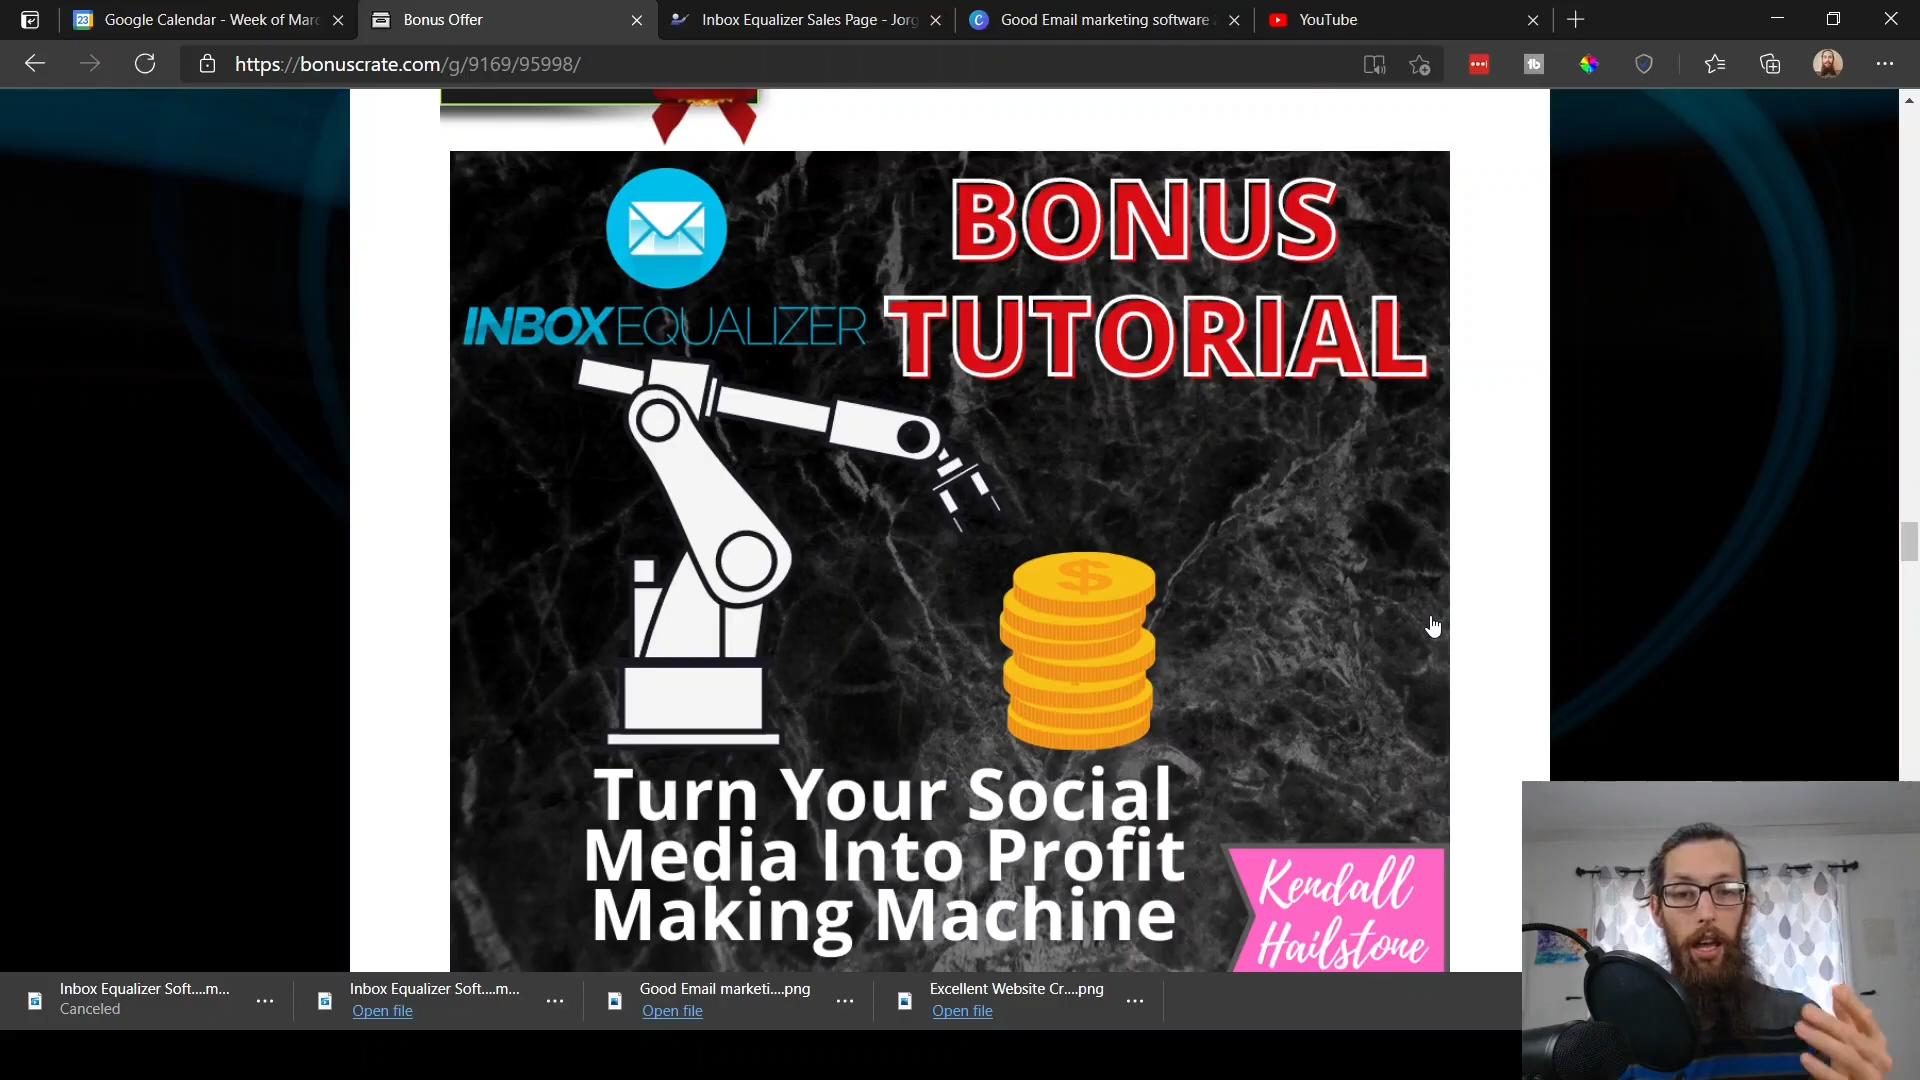 23
Google Calendar - Week of Marc
Bonus Offer
Inbox Equalizer Sales Page - Jorg
C
Good Email marketing software
YouTube
https://bonuscrate.com/g/9169/95998/
tb
INBOXEQUALIZER
BONUS
TUTORIAL
$
Turn Your Social
Media Into Profit
Making Machine
Kendall
Hailstone
Inbox Equalizer Soft....m...
Canceled
Inbox Equalizer Soft....m...
Open file
Good Email marketi....png
Open file
Excellent Website Cr....png
Open file